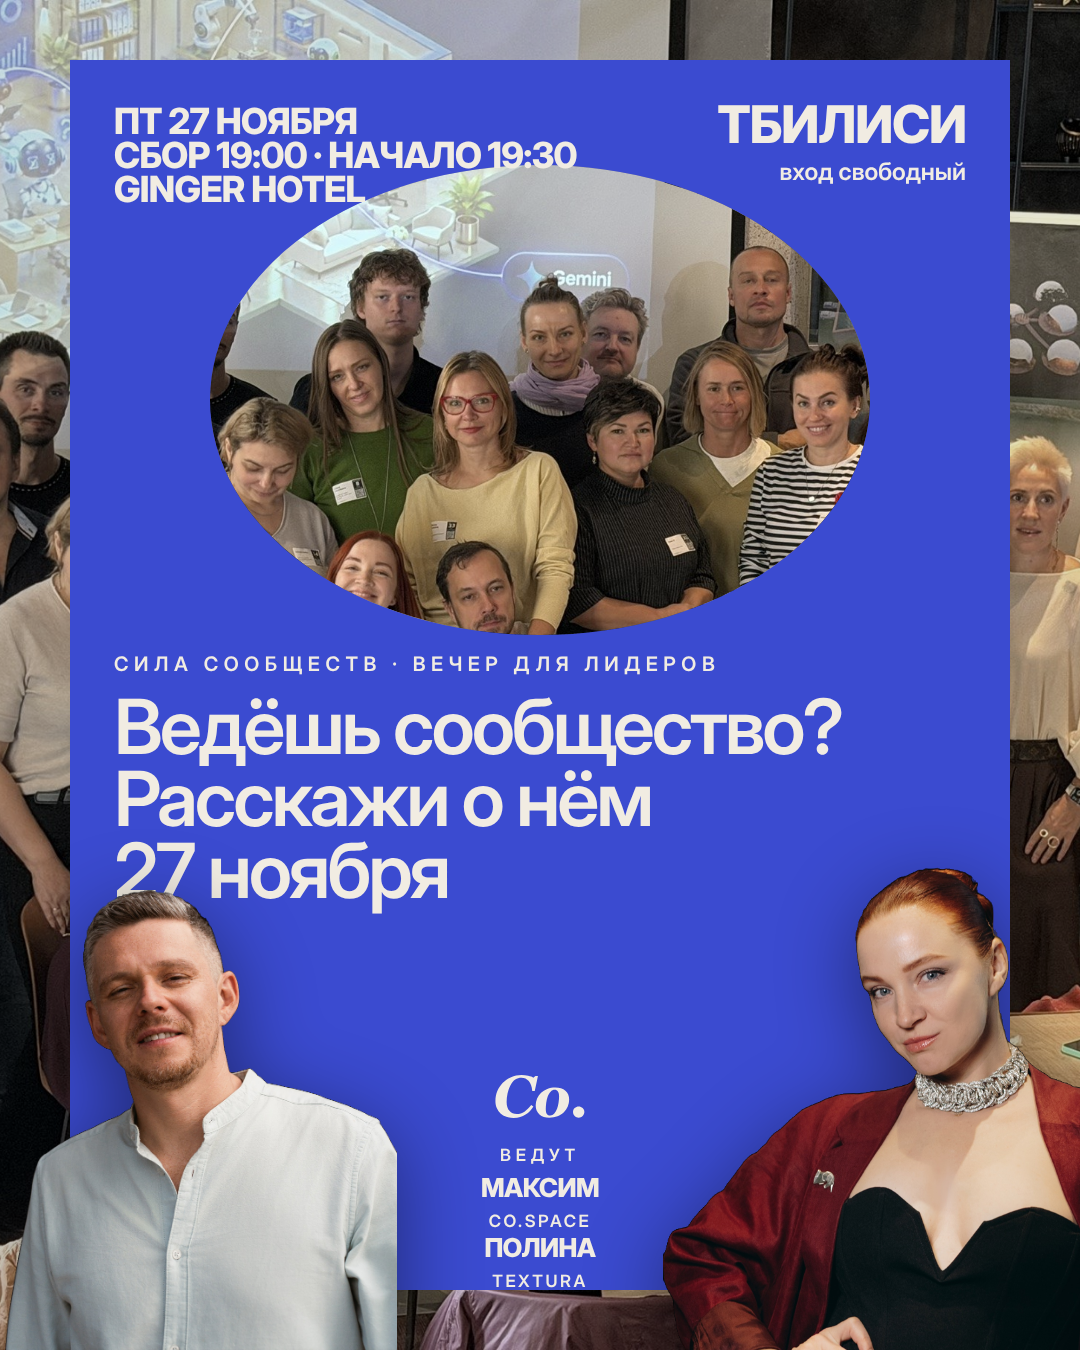 ПТ 27 НОЯБРЯ
СБОР 19:00 · НАЧАЛО 19:30
GINGER HOTEL
ТБИЛИСИ
вход свободный
Gemini
СИЛА СООБЩЕСТВ · ВЕЧЕР ДЛЯ ЛИДЕРОВ
Ведёшь сообщество?
Расскажи о нём
27 ноября
Co.
ВЕДУТ
МАКСИМ
CO.SPACE
ПОЛИНА
TEXTURA